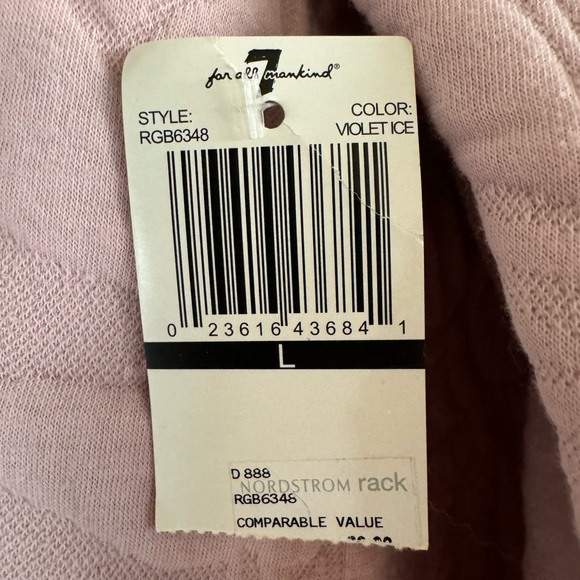 for all 7 mankind®
STYLE: COLOR:
RGB6348 VIOLET ICE
0 23616 43684 1
L
D 888
NORDSTROM rack
RGB6348
COMPARABLE VALUE